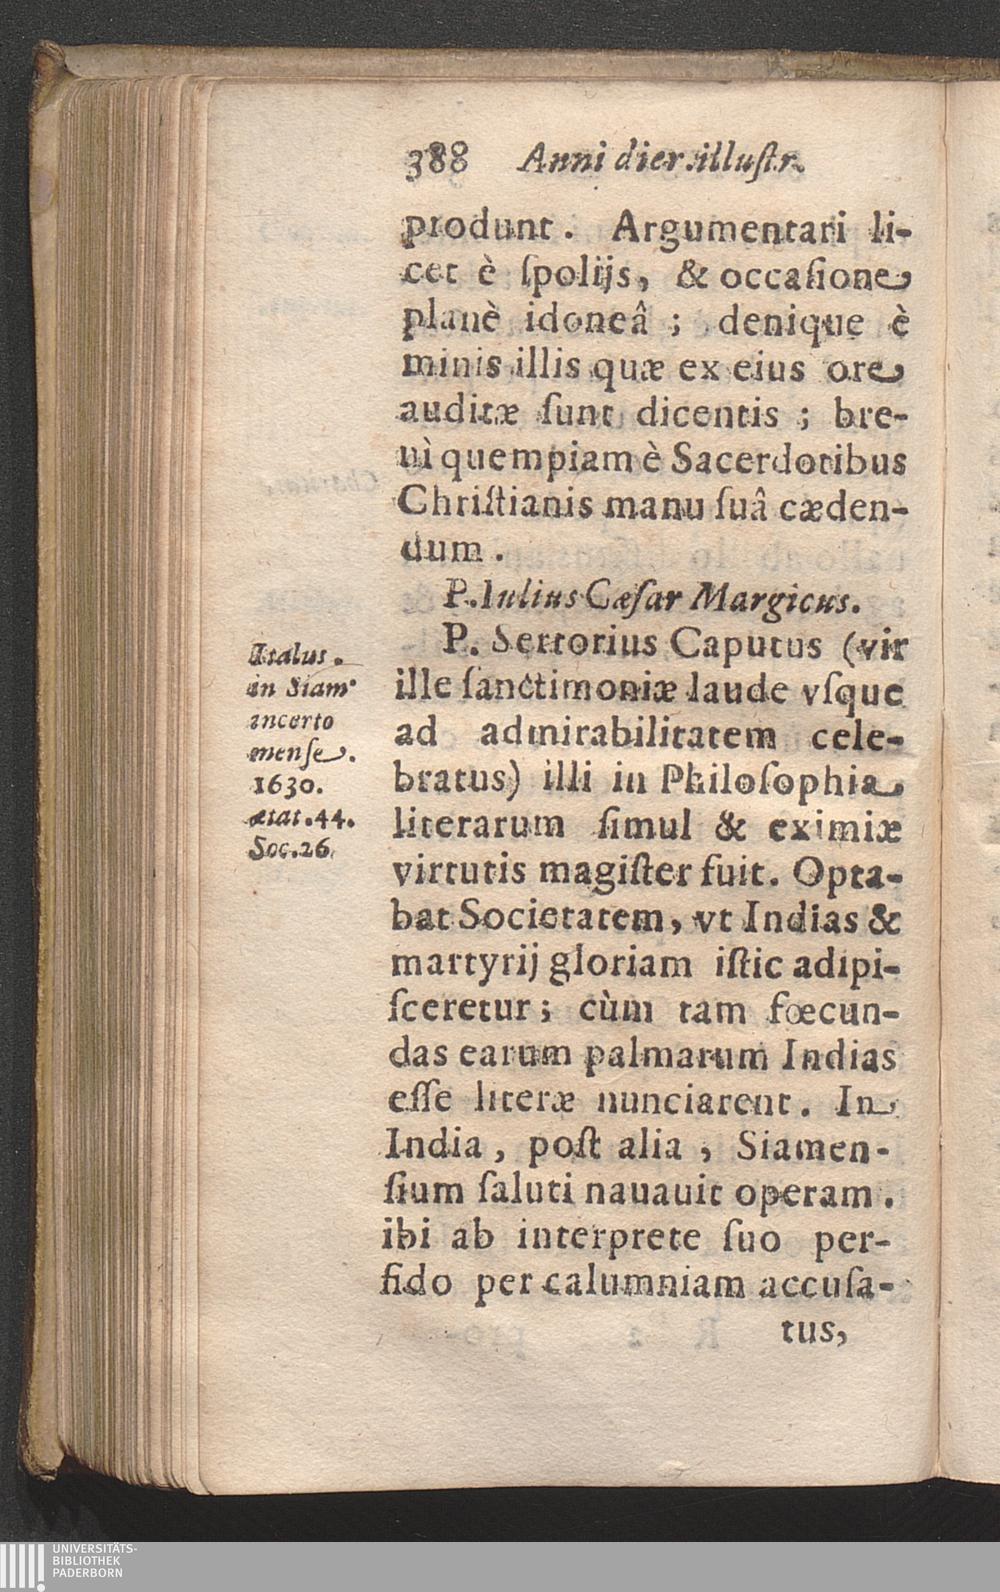 388 Anni dier. illuſtr.
produnt. Argumentari li-
cet è ſpolijs, & occaſione
planè idoneâ ; denique è
minis illis quæ ex eius ore
auditæ ſunt dicentis ; bre-
uì quempiam è Sacerdotibus
Chriſtianis manu ſuâ cæden-
dum.
P. Iulius Cæſar Margicus.
P. Sertorius Caputus (vir
ille ſanctimoniæ laude vſque
ad admirabilitatem cele-
bratus) illi in Philoſophia
literarum ſimul & eximiæ
virtutis magiſter fuit. Opta-
bat Societatem, vt Indias &
martyrij gloriam iſtic adipi-
ſceretur ; cùm tam fœcun-
das earum palmarum Indias
eſſe literæ nunciarent. In
India, poſt alia, Siamen-
ſium ſaluti nauauit operam.
ibi ab interprete ſuo per-
fido per calumniam accuſa-
tus,
Italus.
in Siam
incerto
menſe.
1630.
ætat. 44.
Soc. 26.
UNIVERSITÄTS-
BIBLIOTHEK
PADERBORN